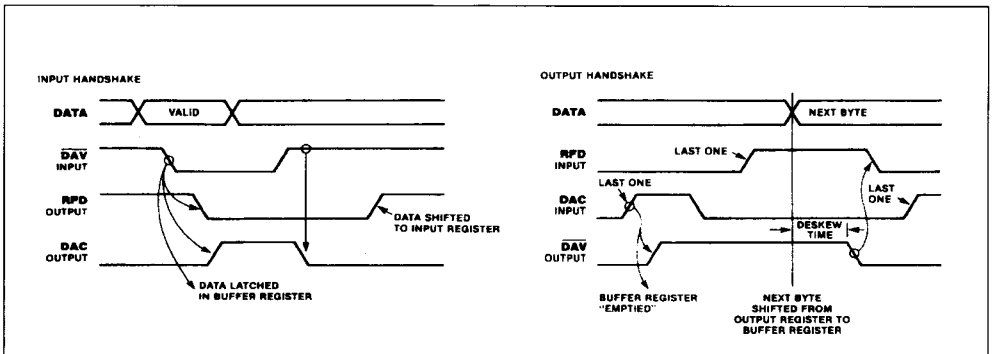 INPUT HANDSHAKE
DATA
VALID
DAV
INPUT
RFD
OUTPUT
DATA SHIFTED
TO INPUT REGISTER
DAC
OUTPUT
DATA LATCHED
IN BUFFER REGISTER
OUTPUT HANDSHAKE
DATA
NEXT BYTE
RFD
INPUT
LAST ONE
LAST ONE
DAC
INPUT
LAST
ONE
DESKEW
TIME
DAV
OUTPUT
BUFFER REGISTER
"EMPTIED"
NEXT BYTE
SHIFTED FROM
OUTPUT REGISTER TO
BUFFER REGISTER